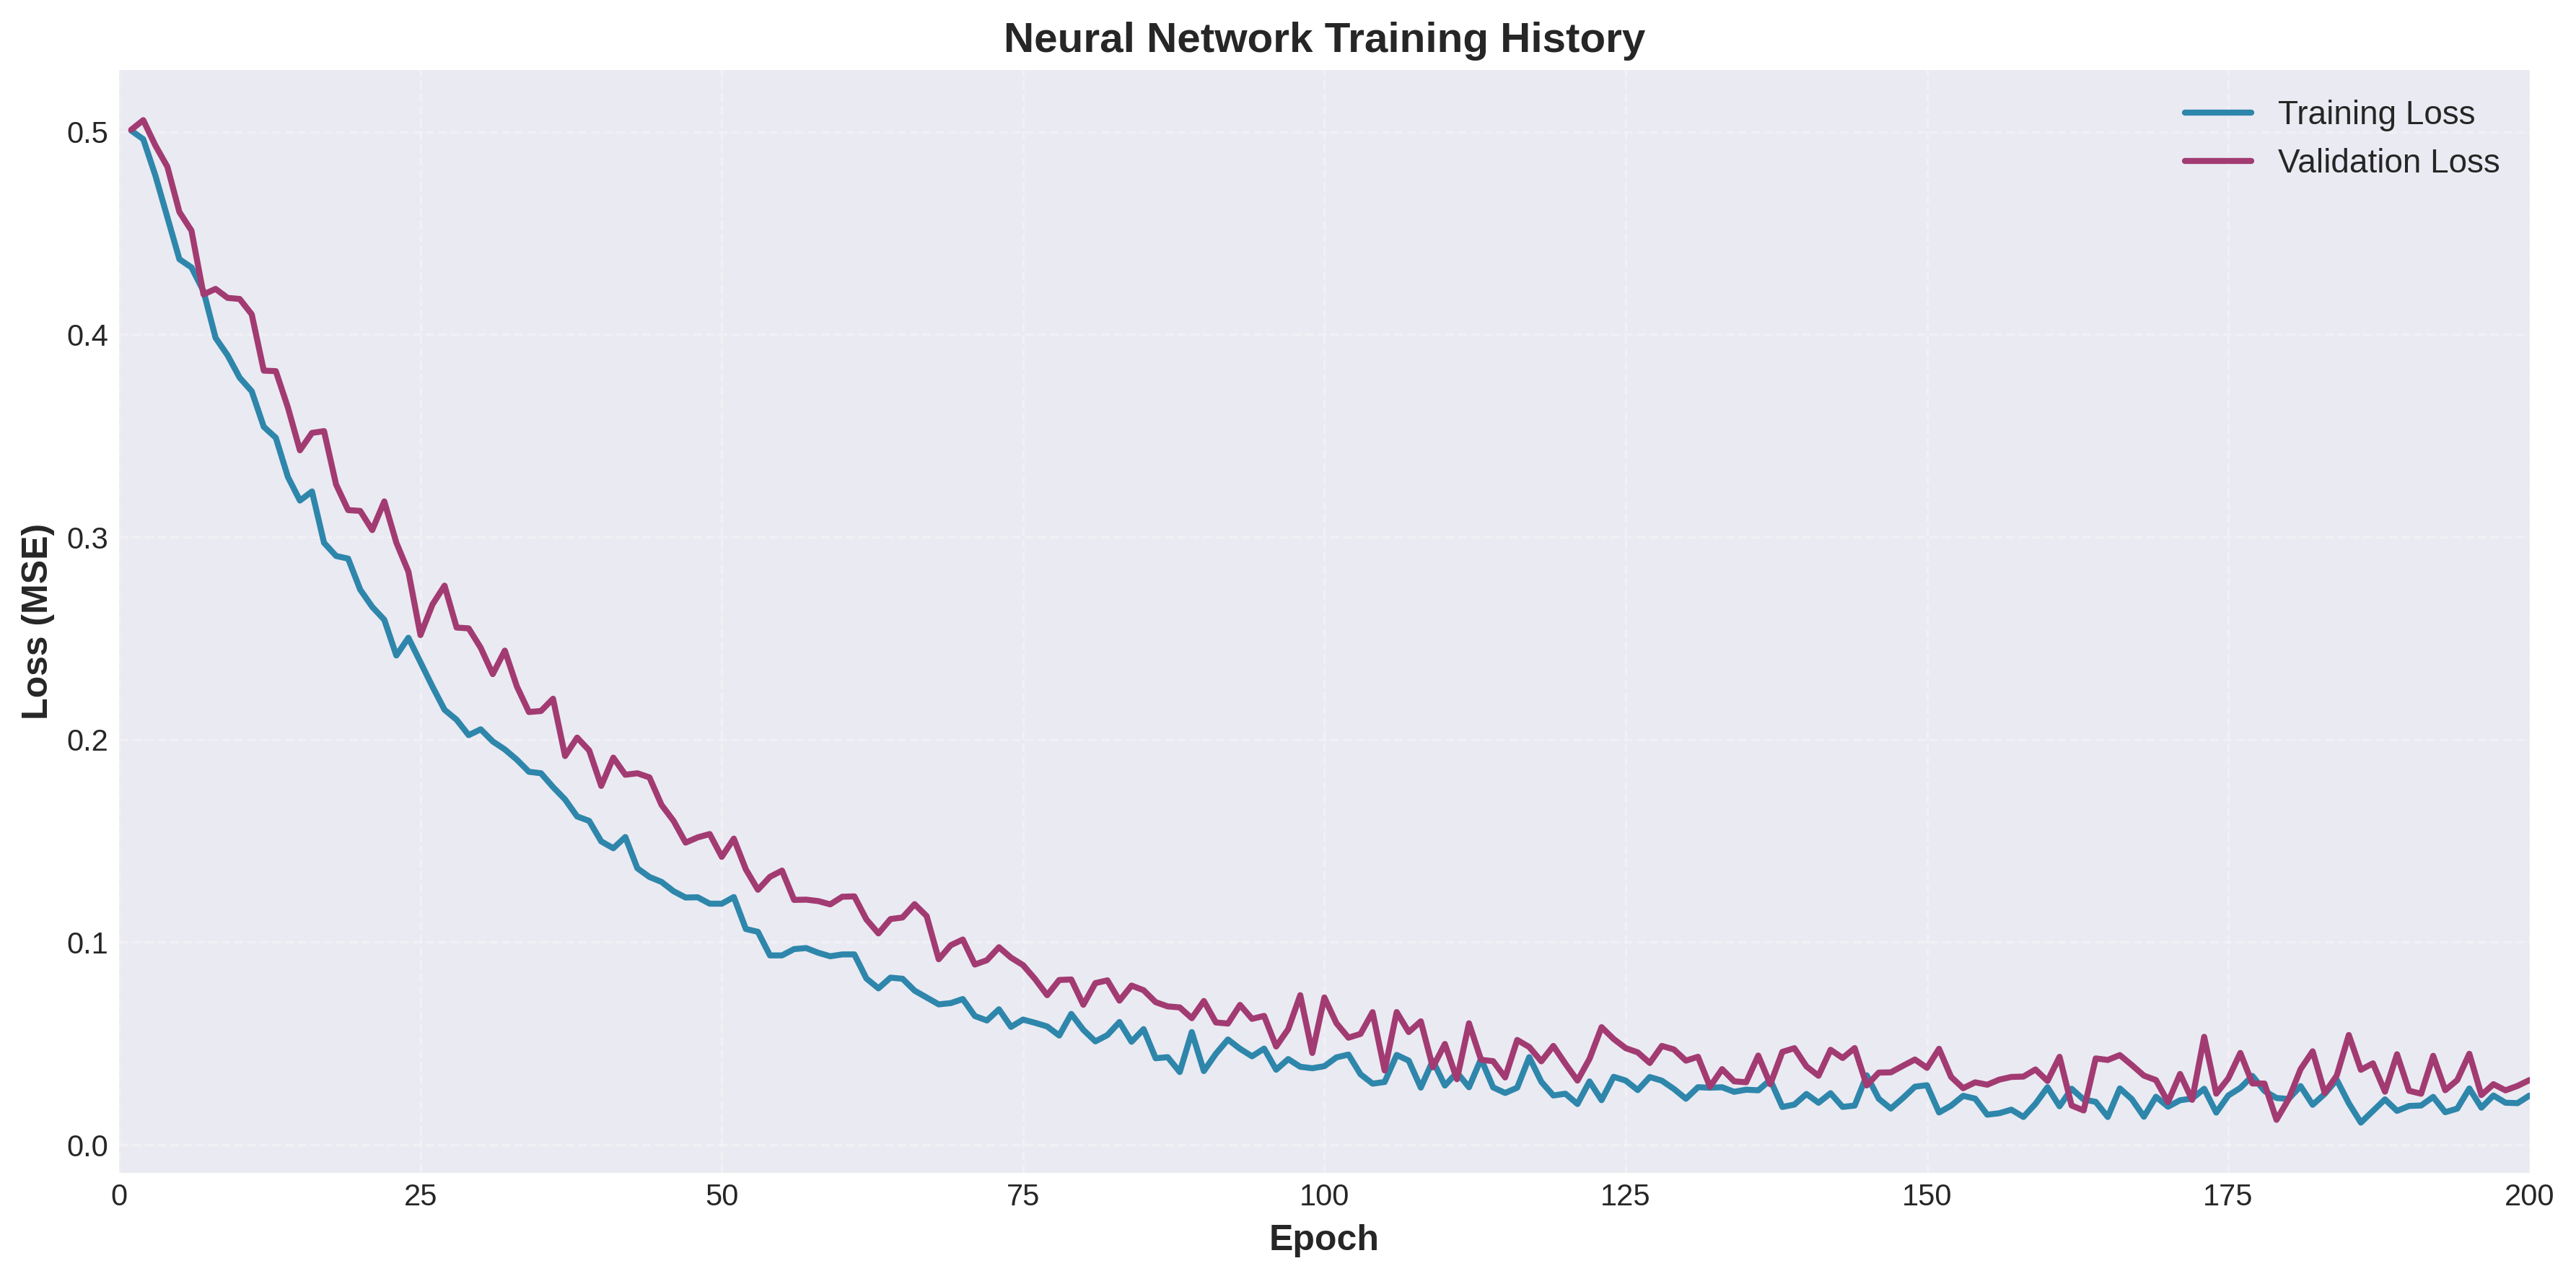 Neural Network Training History
Training Loss
Validation Loss
Loss (MSE)
0.5
0.4
0.3
0.2
0.1
0.0
0 25 50 75 100 125 150 175 200
Epoch